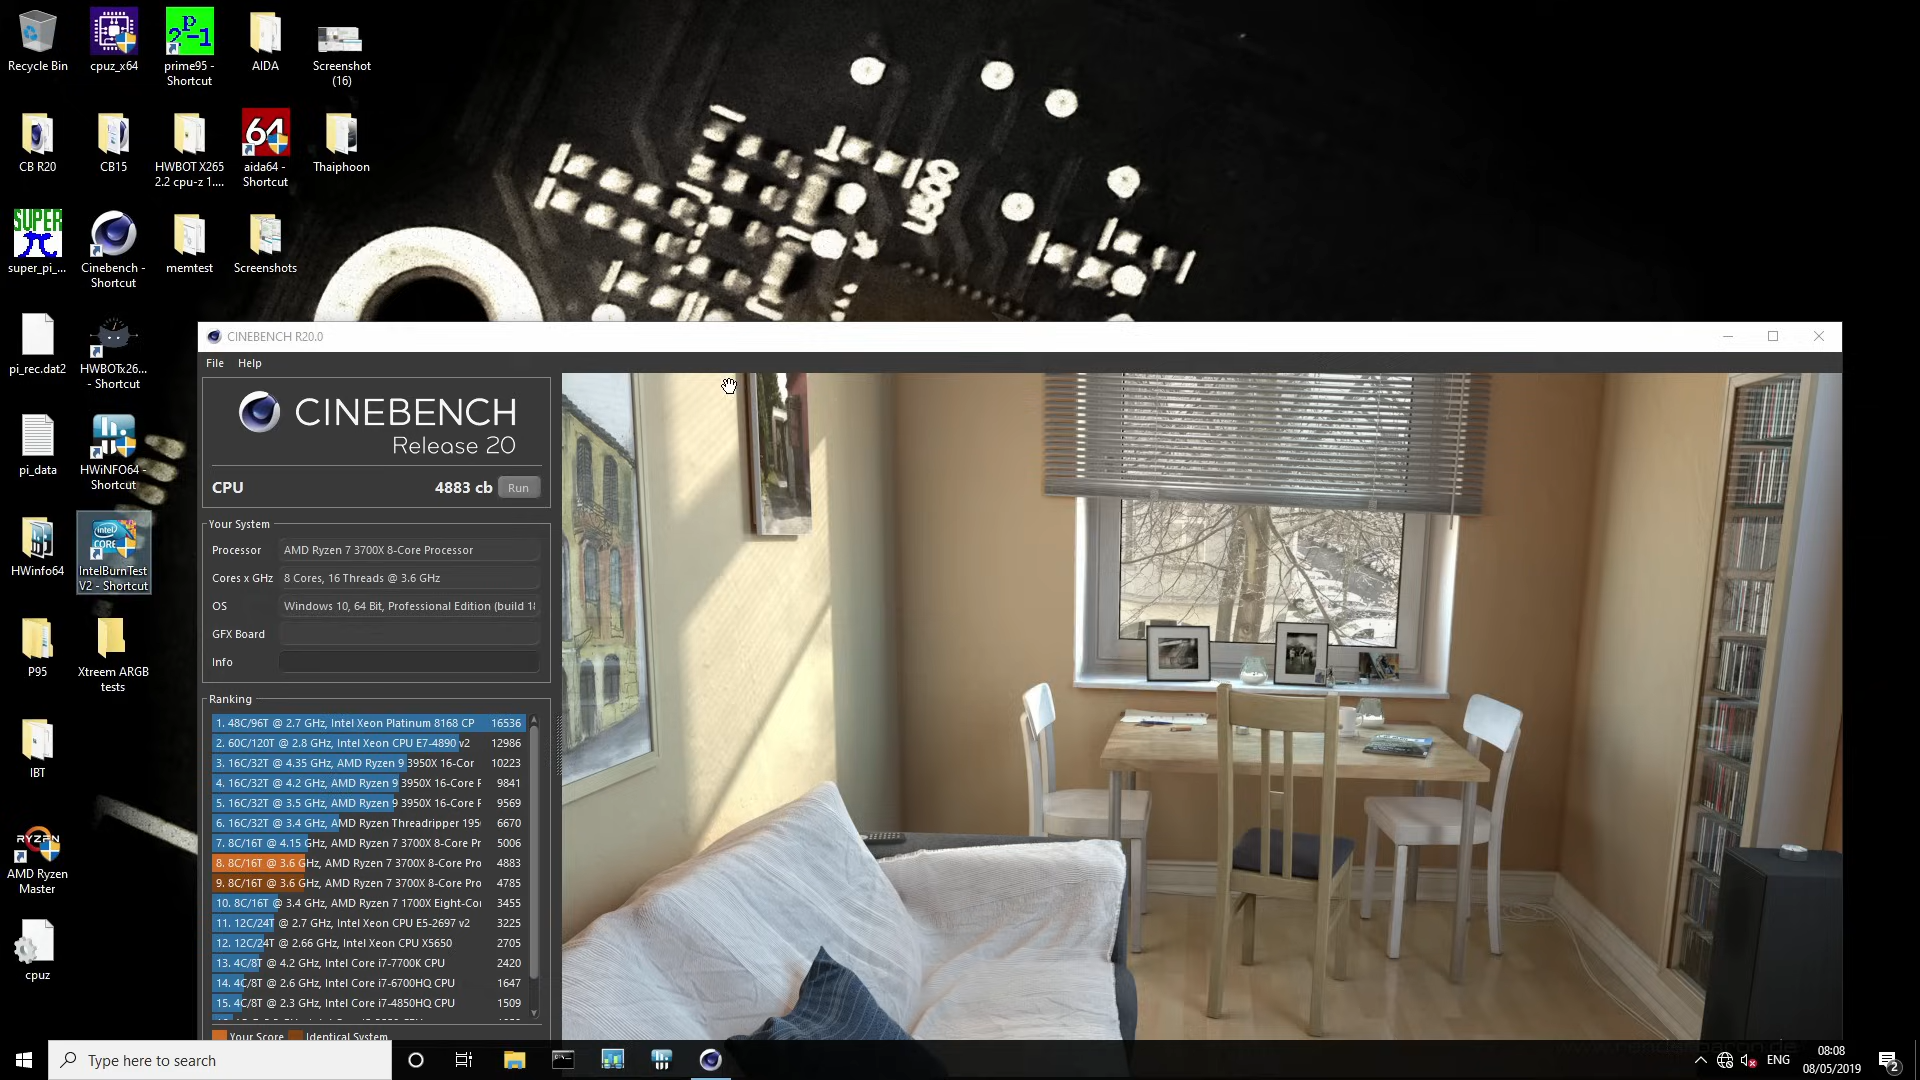 Recycle Bin
cpuz_x64
prime95 -
Shortcut
AIDA
Screenshot
(16)
CB R20
CB15
HWBOT X265
2.2 cpu-z 1....
aida64 -
Shortcut
Thaiphoon
super_pi_...
Cinebench -
Shortcut
memtest
Screenshots
pi_rec.dat2
HWBOTx26...
- Shortcut
pi_data
HWiNFO64 -
Shortcut
HWinfo64
IntelBurnTest
V2 - Shortcut
P95
Xtreem ARGB
tests
IBT
AMD Ryzen
Master
cpuz
CINEBENCH R20.0
File Help
CINEBENCH
Release 20
CPU 4883 cb Run
Your System
Processor AMD Ryzen 7 3700X 8-Core Processor
Cores x GHz 8 Cores, 16 Threads @ 3.6 GHz
OS Windows 10, 64 Bit, Professional Edition (build 18
GFX Board
Info
Ranking
1. 48C/96T @ 2.7 GHz, Intel Xeon Platinum 8168 CP 16536
2. 60C/120T @ 2.8 GHz, Intel Xeon CPU E7-4890 v2 12986
3. 16C/32T @ 4.35 GHz, AMD Ryzen 9 3950X 16-Cor 10223
4. 16C/32T @ 4.2 GHz, AMD Ryzen 9 3950X 16-Core P 9841
5. 16C/32T @ 3.5 GHz, AMD Ryzen 9 3950X 16-Core P 9569
6. 16C/32T @ 3.4 GHz, AMD Ryzen Threadripper 195 6670
7. 8C/16T @ 4.15 GHz, AMD Ryzen 7 3700X 8-Core Pr 5006
8. 8C/16T @ 3.6 GHz, AMD Ryzen 7 3700X 8-Core Pro 4883
9. 8C/16T @ 3.6 GHz, AMD Ryzen 7 3700X 8-Core Pro 4785
10. 8C/16T @ 3.4 GHz, AMD Ryzen 7 1700X Eight-Cor 3455
11. 12C/24T @ 2.7 GHz, Intel Xeon CPU E5-2697 v2 3225
12. 12C/24T @ 2.66 GHz, Intel Xeon CPU X5650 2705
13. 4C/8T @ 4.2 GHz, Intel Core i7-7700K CPU 2420
14. 4C/8T @ 2.6 GHz, Intel Core i7-6700HQ CPU 1647
15. 4C/8T @ 2.3 GHz, Intel Core i7-4850HQ CPU 1509
Your Score Identical System
Type here to search
ENG
08:08
08/05/2019
2